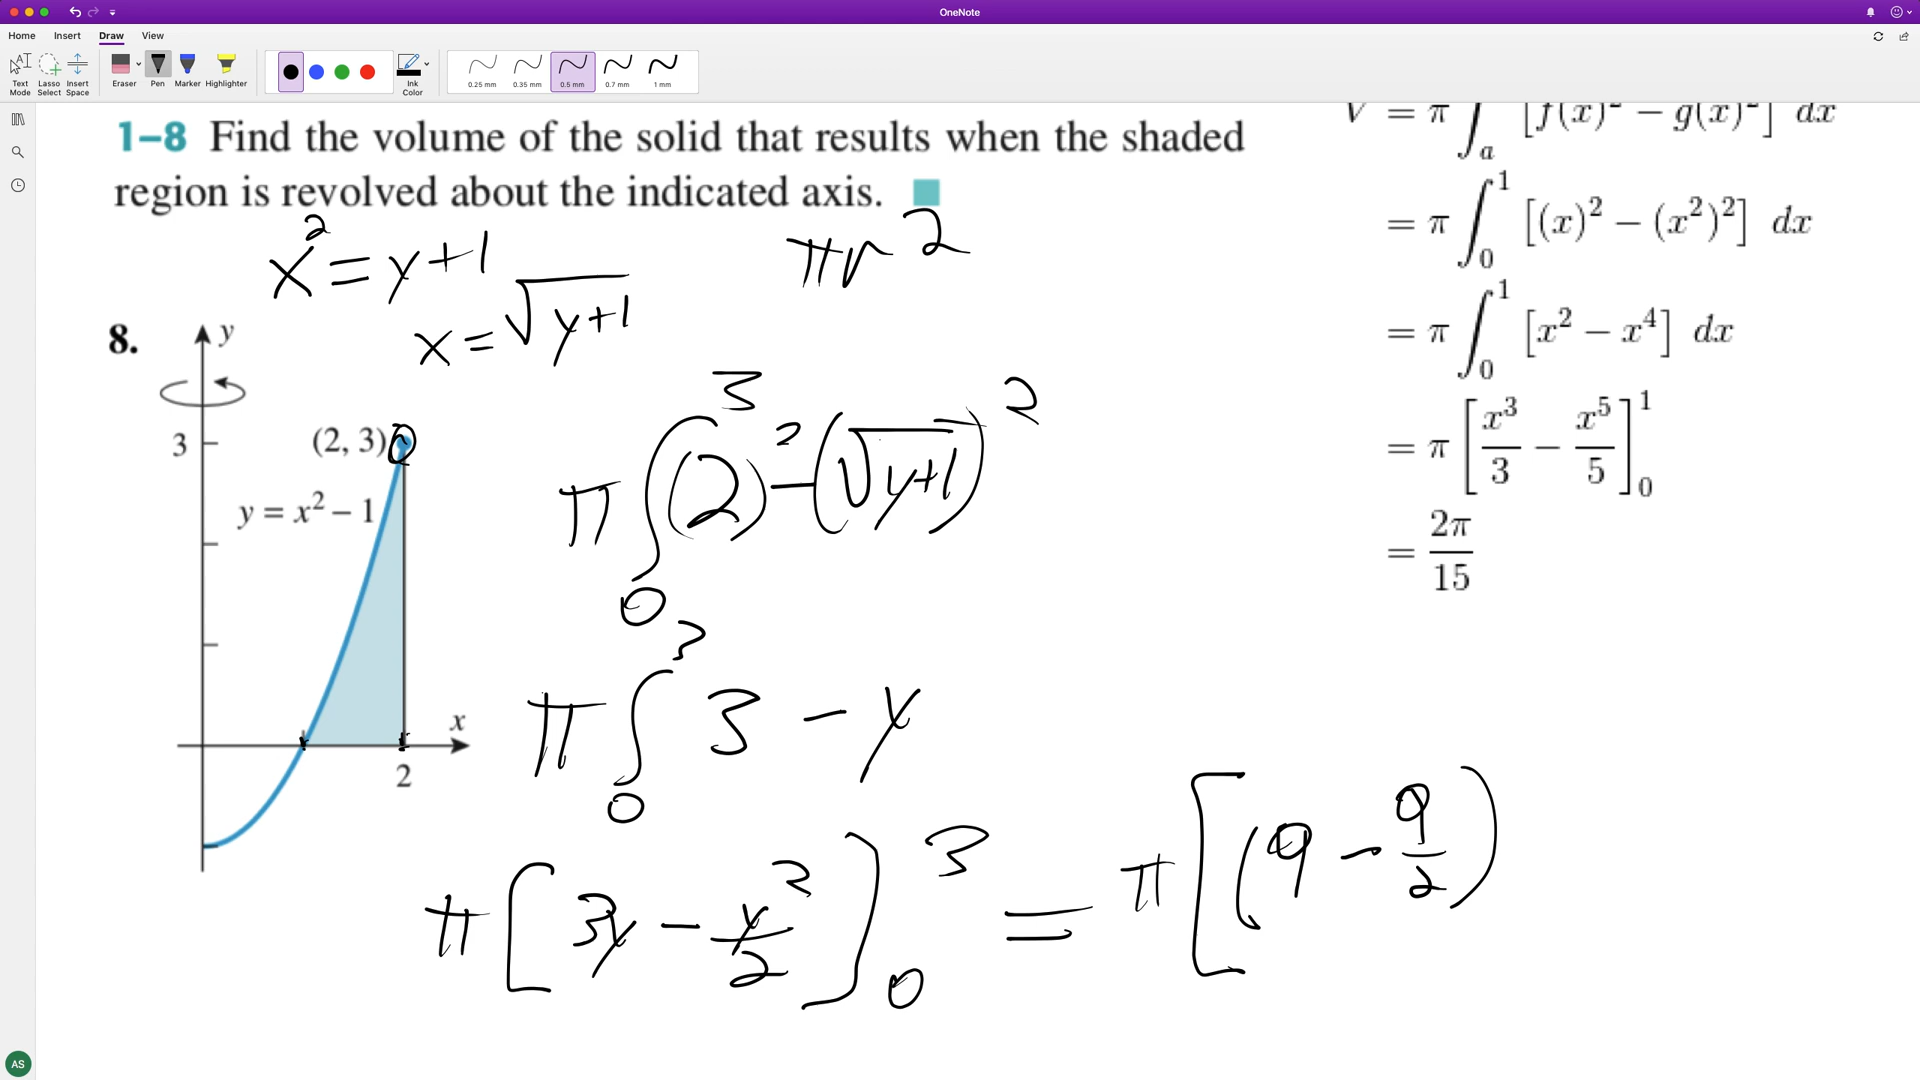 OneNote
Home Insert Draw View
Text Mode
Lasso Select
Insert Space
Eraser
Pen
Marker
Highlighter
Ink Color
0.25 mm
0.35 mm
0.5 mm
0.7 mm
1 mm
1–8 Find the volume of the solid that results when the shaded
region is revolved about the indicated axis.
x² = y+1
πr²
x = √(y+1)
8.
y
3
(2, 3)
y = x² – 1
x
2
π ∫₀³ (2)² – (√(y+1))²
π ∫₀³ 3 – y
π [3y – y²/2]₀³ = π [(9 – 9/2)
V = π ∫ₐ [f(x)² − g(x)²] dx
= π ∫₀¹ [(x)² − (x²)²] dx
= π ∫₀¹ [x² − x⁴] dx
= π [x³/3 − x⁵/5]₀¹
= 2π/15
AS